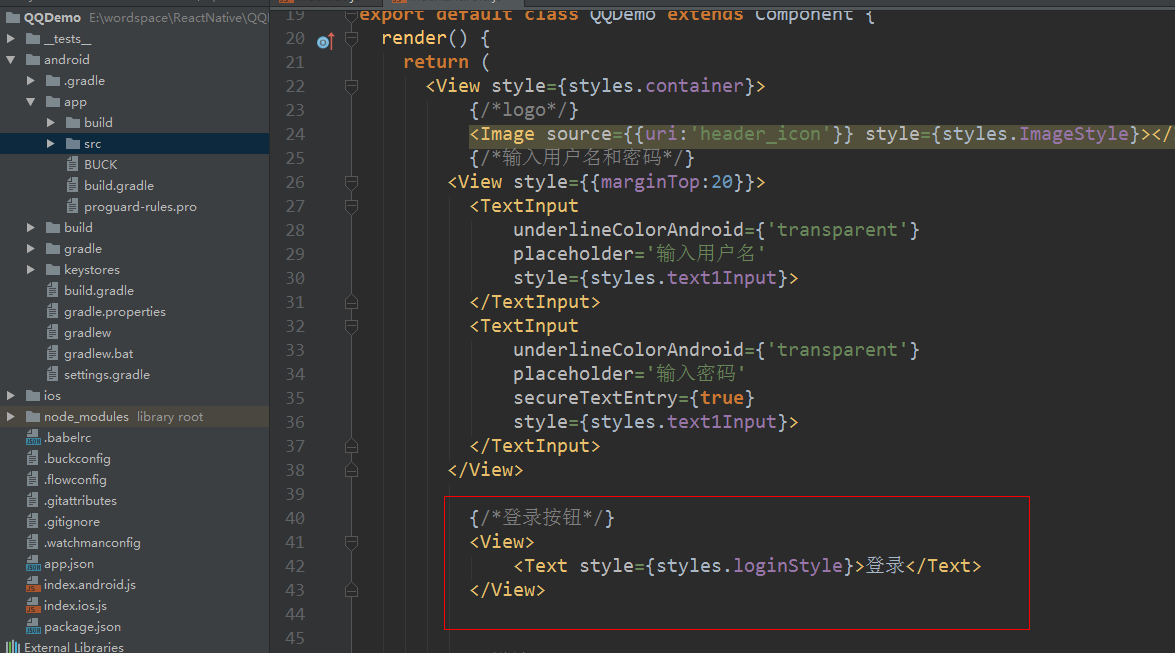 QQDemo E:\wordspace\ReactNative\QQ
__tests__
android
.gradle
app
build
src
BUCK
build.gradle
proguard-rules.pro
build
gradle
keystores
build.gradle
gradle.properties
gradlew
gradlew.bat
settings.gradle
ios
node_modules library root
.babelrc
.buckconfig
.flowconfig
.gitattributes
.gitignore
.watchmanconfig
app.json
index.android.js
index.ios.js
package.json
External Libraries
19 export default class QQDemo extends Component {
20 render() {
21 return (
22 <View style={styles.container}>
23 {/*logo*/}
24 <Image source={{uri:'header_icon'}} style={styles.ImageStyle}></
25 {/*输入用户名和密码*/}
26 <View style={{marginTop:20}}>
27 <TextInput
28 underlineColorAndroid={'transparent'}
29 placeholder='输入用户名'
30 style={styles.text1Input}>
31 </TextInput>
32 <TextInput
33 underlineColorAndroid={'transparent'}
34 placeholder='输入密码'
35 secureTextEntry={true}
36 style={styles.text1Input}>
37 </TextInput>
38 </View>
39
40 {/*登录按钮*/}
41 <View>
42 <Text style={styles.loginStyle}>登录</Text>
43 </View>
44
45